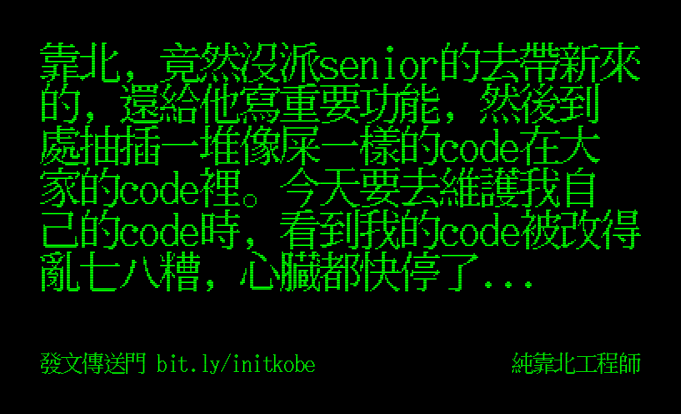 靠北，竟然沒派senior的去帶新來
的，還給他寫重要功能，然後到
處抽插一堆像屎一樣的code在大
家的code裡。今天要去維護我自
己的code時，看到我的code被改得
亂七八糟，心臟都快停了...
發文傳送門 bit.ly/initkobe
純靠北工程師